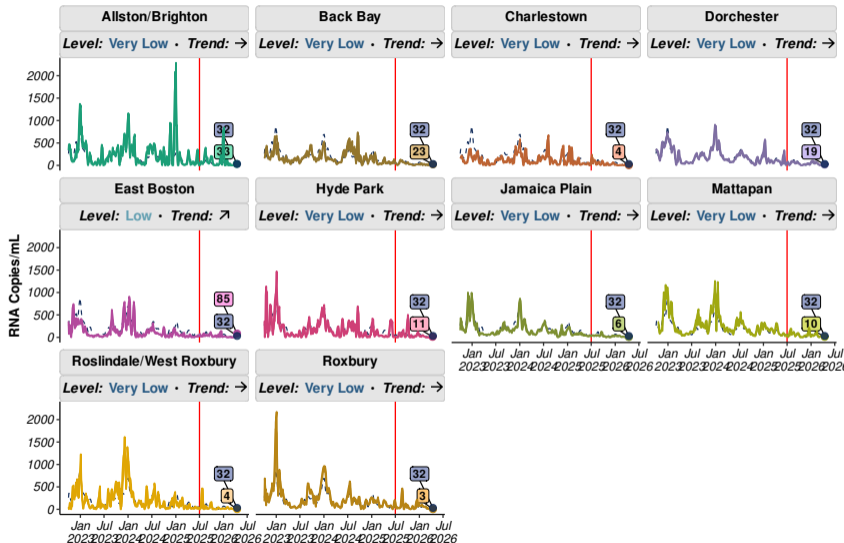 Allston/Brighton Back Bay Charlestown Dorchester
Level: Very Low · Trend: → Level: Very Low · Trend: → Level: Very Low · Trend: → Level: Very Low · Trend: →
2000
1500
1000
500
0
32 32 32 32
33 23 4 19
East Boston Hyde Park Jamaica Plain Mattapan
Level: Low · Trend: ↗ Level: Very Low · Trend: → Level: Very Low · Trend: → Level: Very Low · Trend: →
RNA Copies/mL
2000
1500
1000
500
0
85 32 32 32
32 11 6 10
Jan Jul Jan Jul Jan Jul Jan Jul Jan Jul Jan Jul Jan Jul Jan Jul
2023 2023 2024 2024 2025 2025 2026 2026 2023 2023 2024 2024 2025 2025 2026 2026
Roslindale/West Roxbury Roxbury
Level: Very Low · Trend: → Level: Very Low · Trend: →
2000
1500
1000
500
0
32 32
4 3
Jan Jul Jan Jul Jan Jul Jan Jul Jan Jul Jan Jul Jan Jul Jan Jul
2023 2023 2024 2024 2025 2025 2026 2026 2023 2023 2024 2024 2025 2025 2026 2026